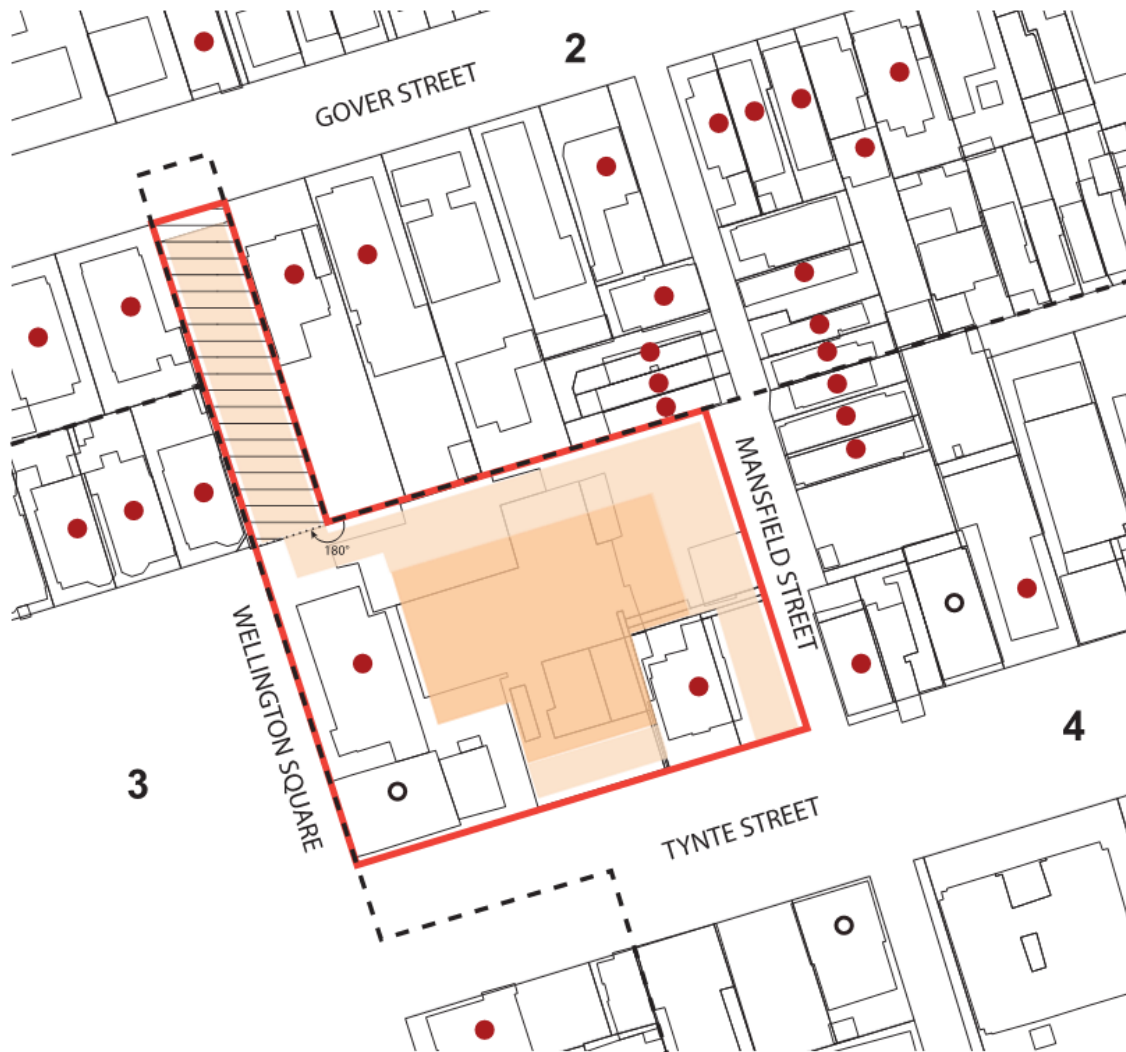 2
GOVER STREET
MANSFIELD STREET
180°
WELLINGTON SQUARE
3
4
TYNTE STREET